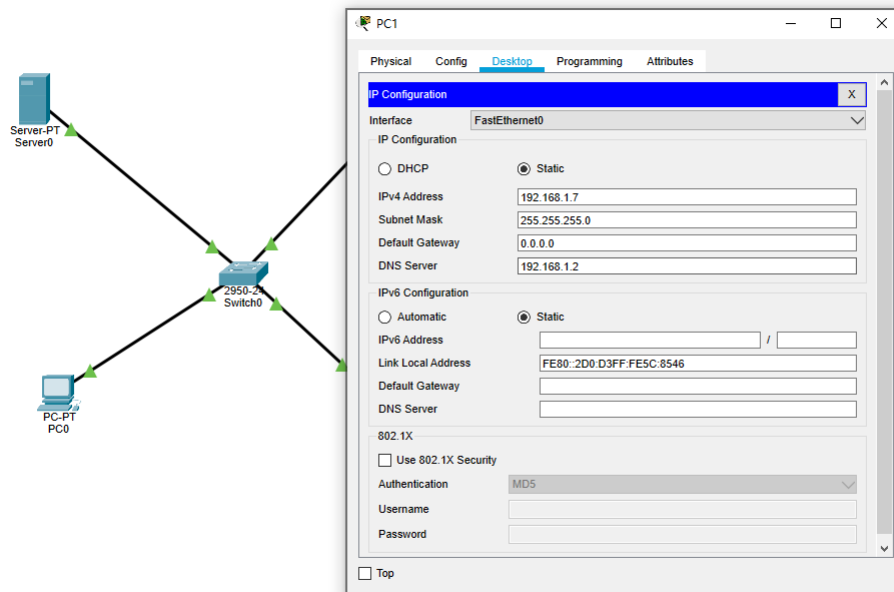 PC1
Physical Config Desktop Programming Attributes
IP Configuration X
Interface FastEthernet0
IP Configuration
DHCP Static
IPv4 Address 192.168.1.7
Subnet Mask 255.255.255.0
Default Gateway 0.0.0.0
DNS Server 192.168.1.2
IPv6 Configuration
Automatic Static
IPv6 Address /
Link Local Address FE80::2D0:D3FF:FE5C:8546
Default Gateway
DNS Server
802.1X
Use 802.1X Security
Authentication MD5
Username
Password
Top
Server-PT
Server0
2950-24
Switch0
PC-PT
PC0